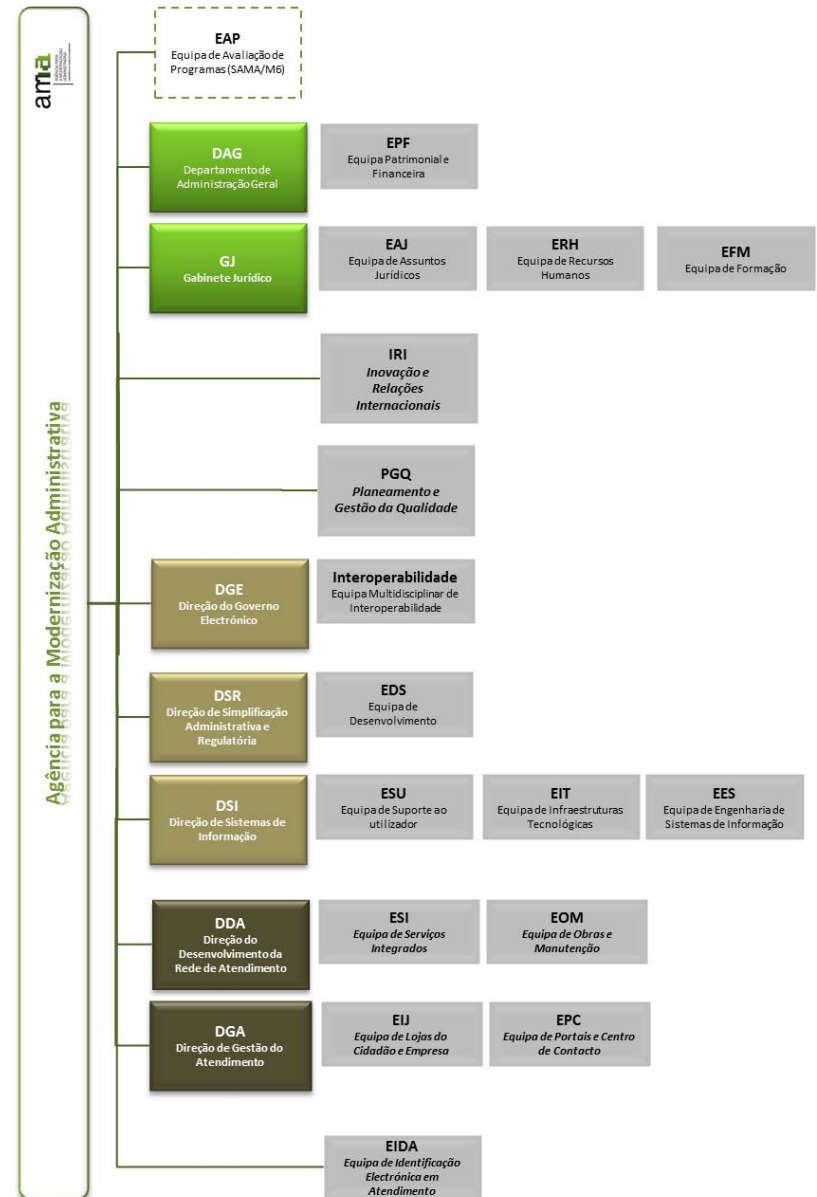 ama
EAP
Equipa de Avaliação de
Programas (SAMA/M6)
DAG
Departamento de
Administração Geral
EPF
Equipa Patrimonial e
Financeira
GJ
Gabinete Jurídico
EAJ
Equipa de Assuntos
Jurídicos
ERH
Equipa de Recursos
Humanos
EFM
Equipa de Formação
IRI
Inovação e
Relações
Internacionais
PGQ
Planeamento e
Gestão da Qualidade
Agência para a Modernização Administrativa
DGE
Direção do Governo
Electrónico
Interoperabilidade
Equipa Multidisciplinar de
Interoperabilidade
DSR
Direção de Simplificação
Administrativa e
Regulatória
EDS
Equipa de
Desenvolvimento
DSI
Direção de Sistemas de
Informação
ESU
Equipa de Suporte ao
utilizador
EIT
Equipa de Infraestruturas
Tecnológicas
EES
Equipa de Engenharia de
Sistemas de Informação
DDA
Direção do
Desenvolvimento da
Rede de Atendimento
ESI
Equipa de Serviços
Integrados
EOM
Equipa de Obras e
Manutenção
DGA
Direção de Gestão do
Atendimento
EIJ
Equipa de Lojas do
Cidadão e Empresa
EPC
Equipa de Portais e Centro
de Contacto
EIDA
Equipa de Identificação
Electrónica em
Atendimento